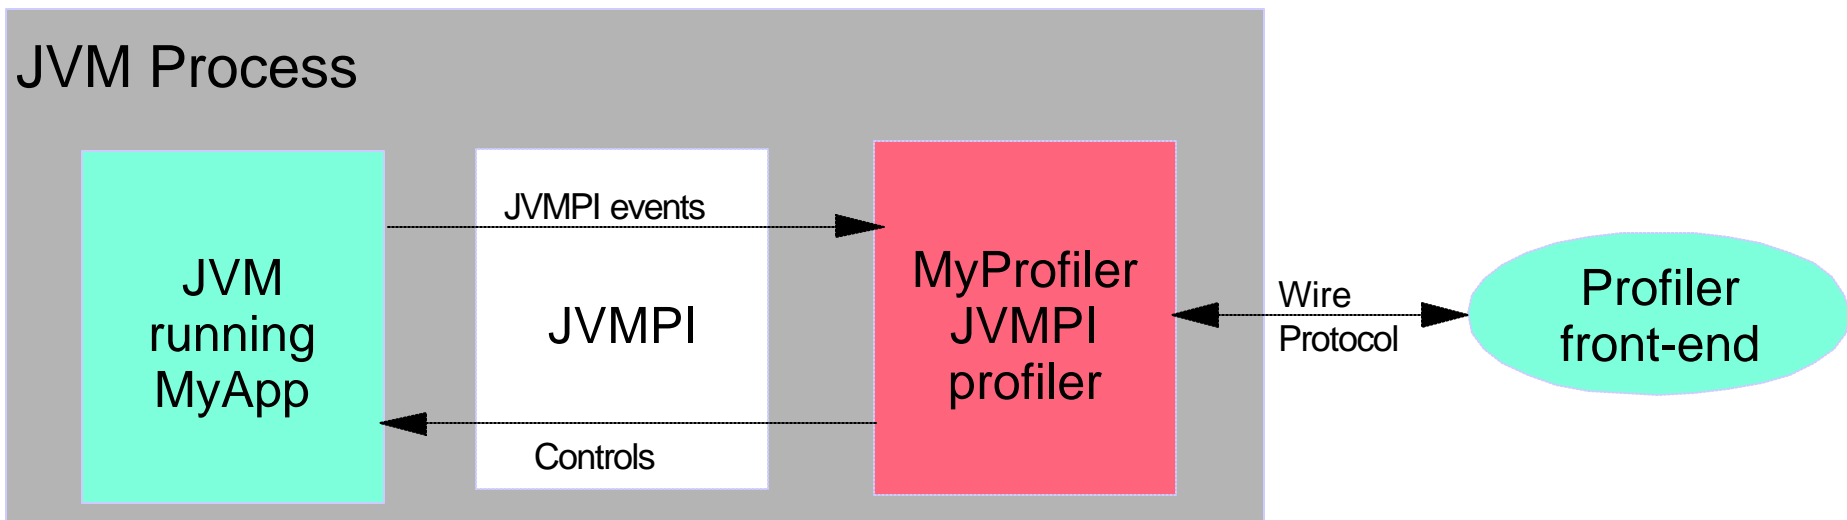 JVM Process
JVMPI events
JVM
running
MyApp
JVMPI
MyProfiler
JVMPI
profiler
Controls
Wire
Protocol
Profiler
front-end